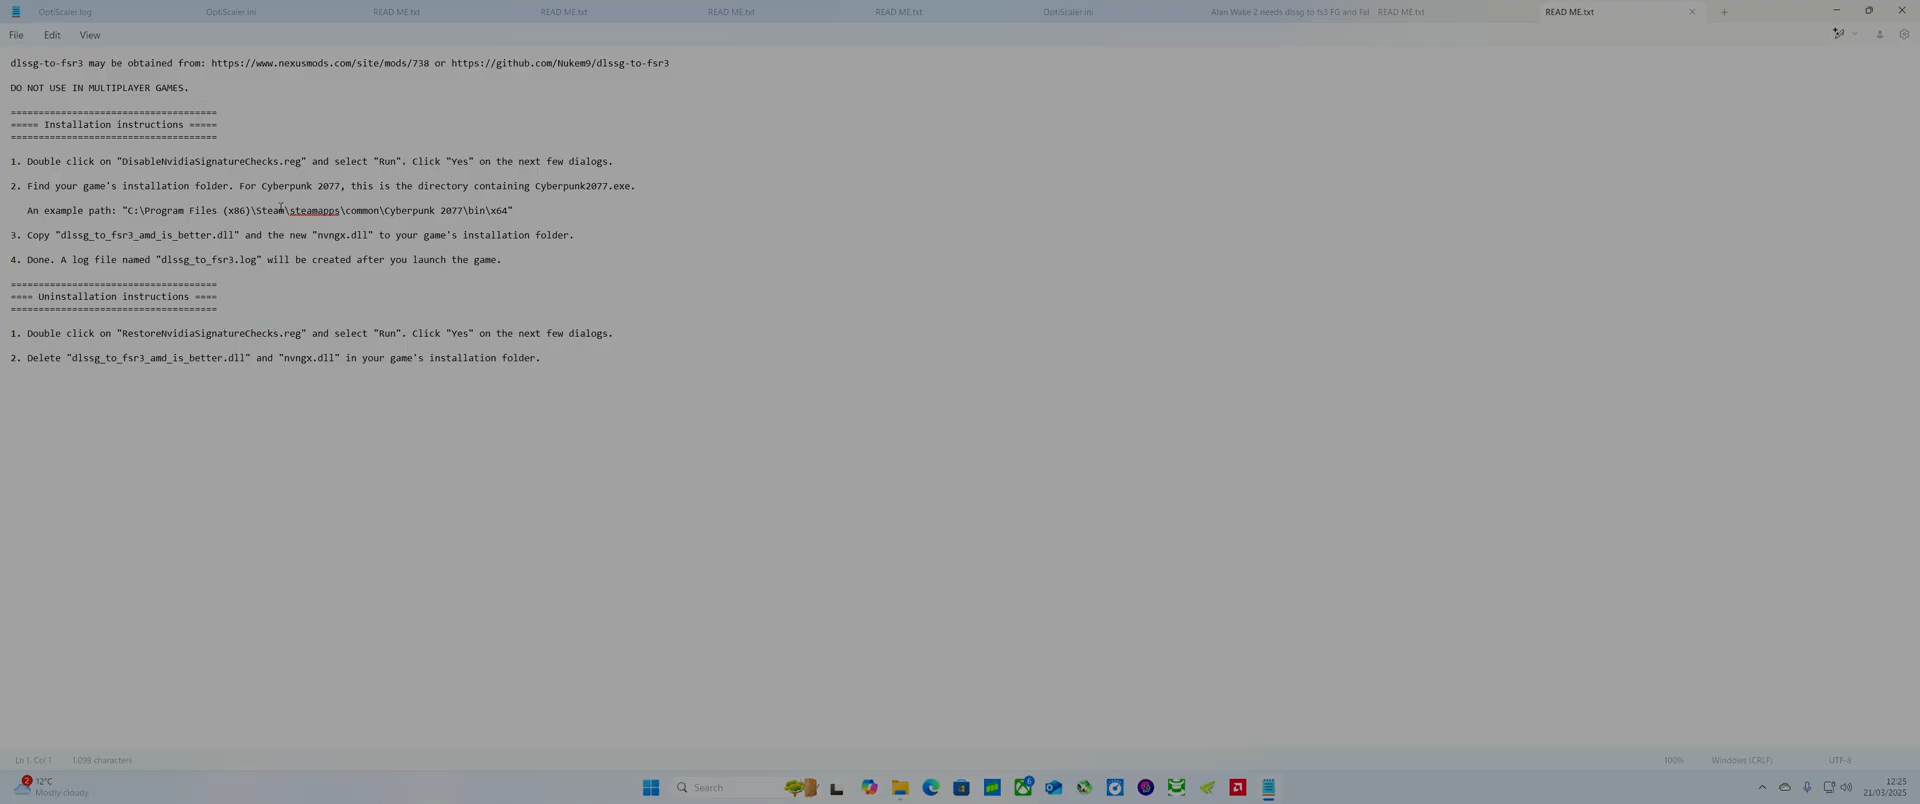 OptiScaler.log
OptiScaler.ini
READ ME.txt
READ ME.txt
READ ME.txt
READ ME.txt
OptiScaler.ini
Alan Wake 2 needs dlssg to fs3 FG and Fal
READ ME.txt
READ ME.txt
File
Edit
View
dlssg-to-fsr3 may be obtained from: https://www.nexusmods.com/site/mods/738 or https://github.com/Nukem9/dlssg-to-fsr3
DO NOT USE IN MULTIPLAYER GAMES.
=====================================
===== Installation instructions =====
=====================================
1. Double click on "DisableNvidiaSignatureChecks.reg" and select "Run". Click "Yes" on the next few dialogs.
2. Find your game's installation folder. For Cyberpunk 2077, this is the directory containing Cyberpunk2077.exe.
An example path: "C:\Program Files (x86)\Steam\steamapps\common\Cyberpunk 2077\bin\x64"
3. Copy "dlssg_to_fsr3_amd_is_better.dll" and the new "nvngx.dll" to your game's installation folder.
4. Done. A log file named "dlssg_to_fsr3.log" will be created after you launch the game.
=====================================
==== Uninstallation instructions ====
=====================================
1. Double click on "RestoreNvidiaSignatureChecks.reg" and select "Run". Click "Yes" on the next few dialogs.
2. Delete "dlssg_to_fsr3_amd_is_better.dll" and "nvngx.dll" in your game's installation folder.
Ln 1, Col 1
1,098 characters
100%
Windows (CRLF)
UTF-8
2
12°C
Mostly cloudy
Search
6
12:25
21/03/2025